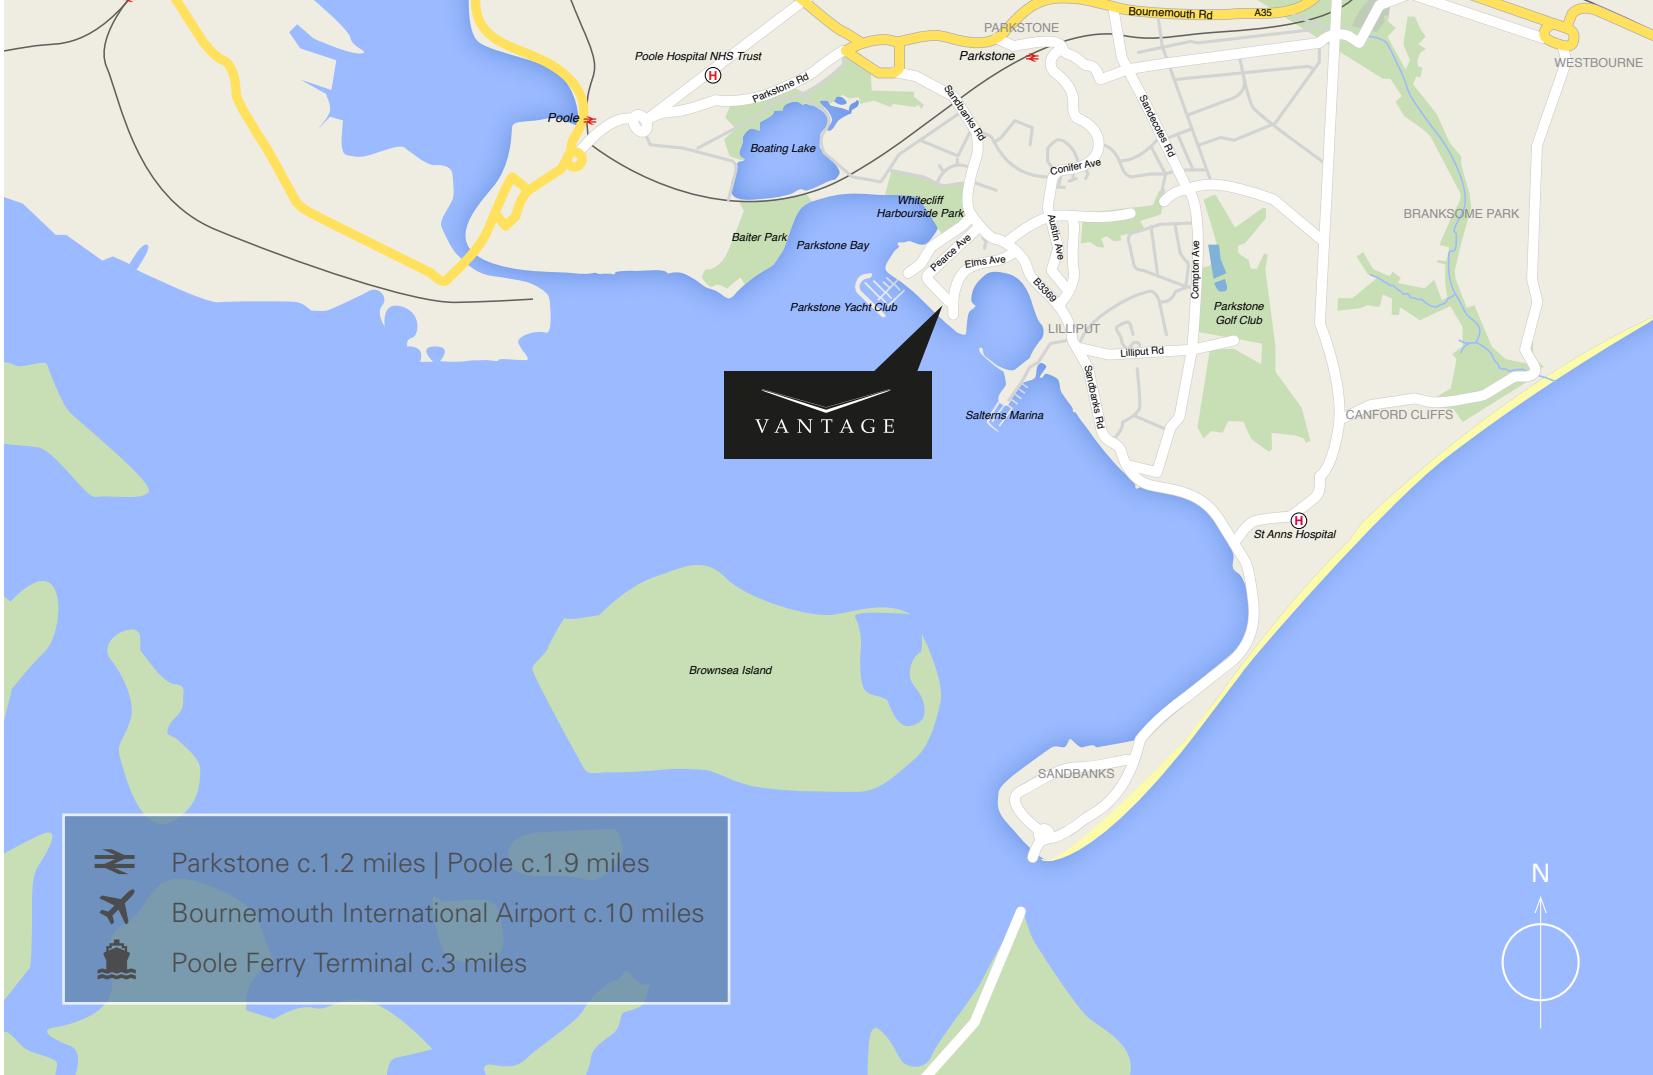 Bournemouth Rd
A35
PARKSTONE
Poole Hospital NHS Trust
H
Parkstone
WESTBOURNE
Parkstone Rd
Sandbanks Rd
Sandecotes Rd
Poole
Boating Lake
Conifer Ave
Whitecliff
Harbourside Park
BRANKSOME PARK
Baiter Park
Parkstone Bay
Pearce Ave
Austin Ave
Elms Ave
Compton Ave
B3369
Parkstone Yacht Club
Parkstone
Golf Club
LILLIPUT
Lilliput Rd
Sandbanks Rd
VANTAGE
Salterns Marina
CANFORD CLIFFS
H
St Anns Hospital
Brownsea Island
SANDBANKS
Parkstone c.1.2 miles | Poole c.1.9 miles
Bournemouth International Airport c.10 miles
Poole Ferry Terminal c.3 miles
N